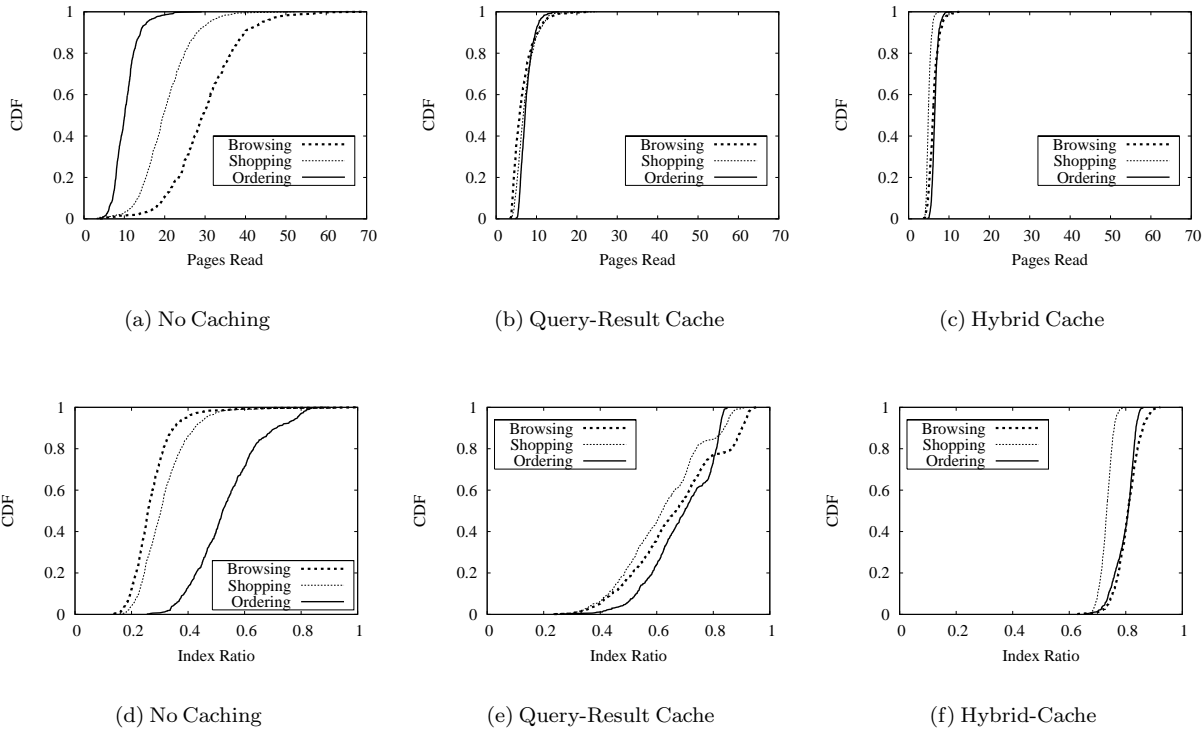 1
0.8
0.6
0.4
0.2
0
CDF
Browsing
Shopping
Ordering
0 10 20 30 40 50 60 70
Pages Read
(a) No Caching
1
0.8
0.6
0.4
0.2
0
CDF
Browsing
Shopping
Ordering
0 10 20 30 40 50 60 70
Pages Read
(b) Query-Result Cache
1
0.8
0.6
0.4
0.2
0
CDF
Browsing
Shopping
Ordering
0 10 20 30 40 50 60 70
Pages Read
(c) Hybrid Cache
1
0.8
0.6
0.4
0.2
0
CDF
Browsing
Shopping
Ordering
0 0.2 0.4 0.6 0.8 1
Index Ratio
(d) No Caching
1
0.8
0.6
0.4
0.2
0
CDF
Browsing
Shopping
Ordering
0 0.2 0.4 0.6 0.8 1
Index Ratio
(e) Query-Result Cache
1
0.8
0.6
0.4
0.2
0
CDF
Browsing
Shopping
Ordering
0 0.2 0.4 0.6 0.8 1
Index Ratio
(f) Hybrid-Cache